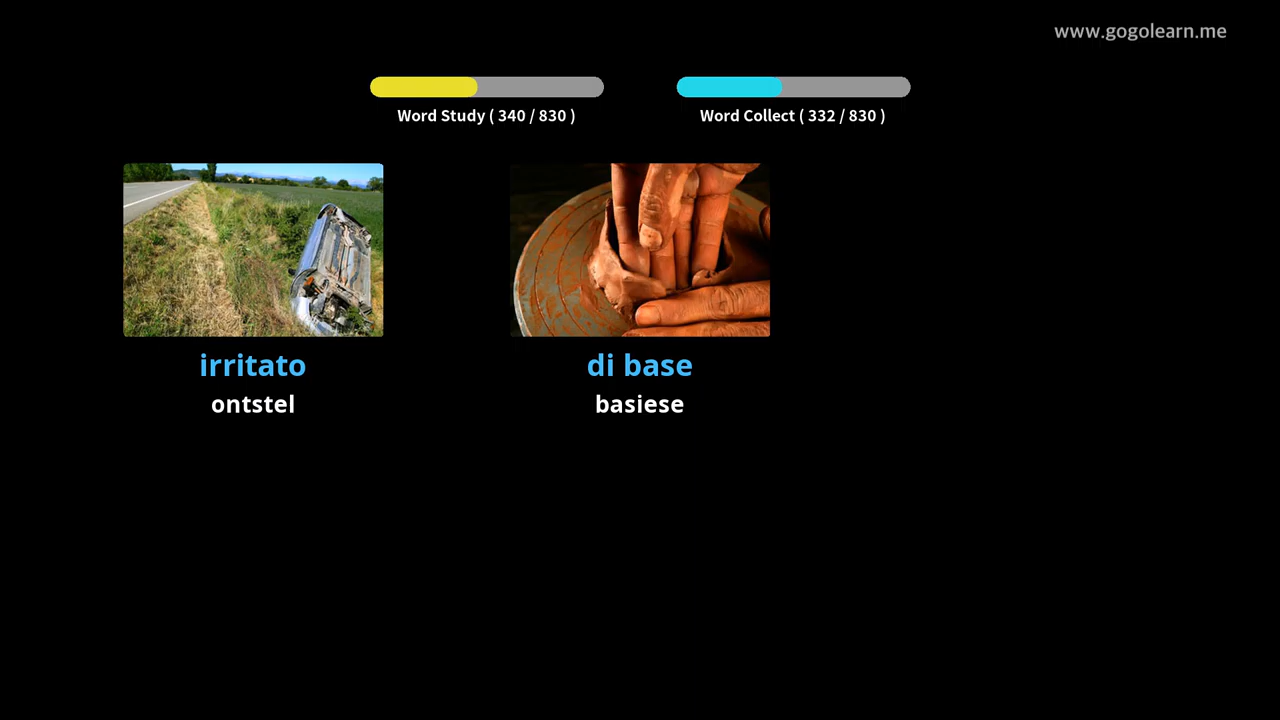 www.gogolearn.me
Word Study ( 340 / 830 )
Word Collect ( 332 / 830 )
irritato
di base
ontstel
basiese